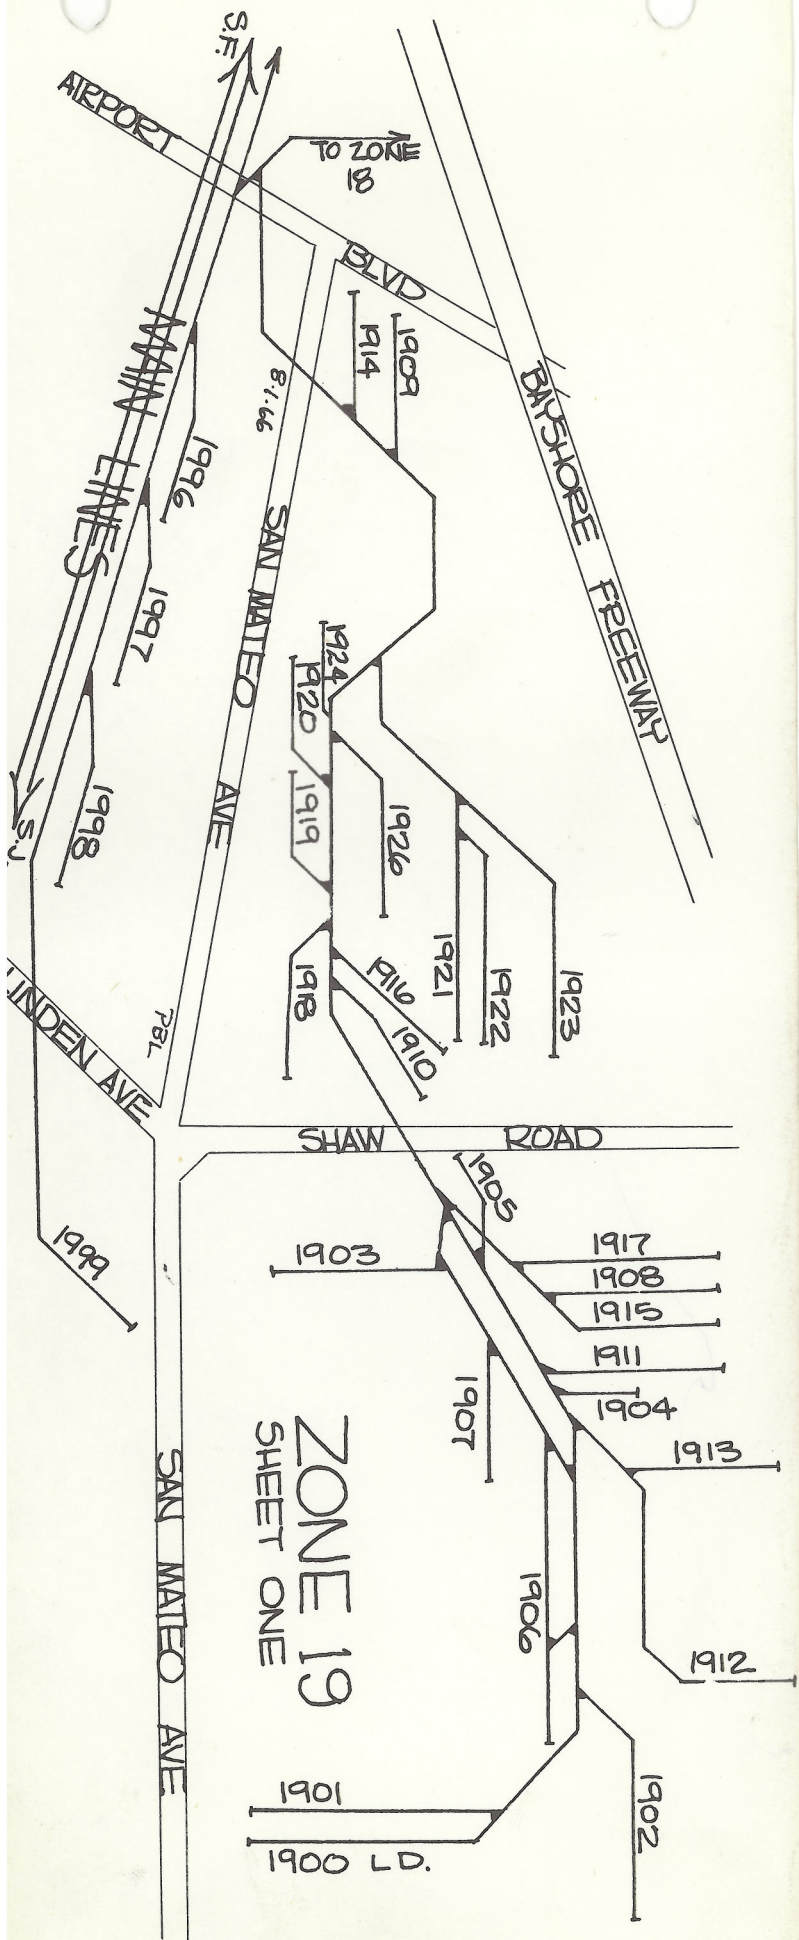 S.F.
AIRPORT
BLVD
TO ZONE
18
MAIN LINES
BAYSHORE FREEWAY
1914
1909
8.1.66
1996
1997
1998
SAN MATEO AVE
1924
1920
1919
1926
1918
1916
1910
1921
1922
1923
S.J.
LINDEN AVE
PBL
SHAW ROAD
1999
1905
1903
1917
1908
1915
1911
1904
1907
1913
ZONE 19
SHEET ONE
1906
1912
SAN MATEO AVE
1902
1901
1900 LD.